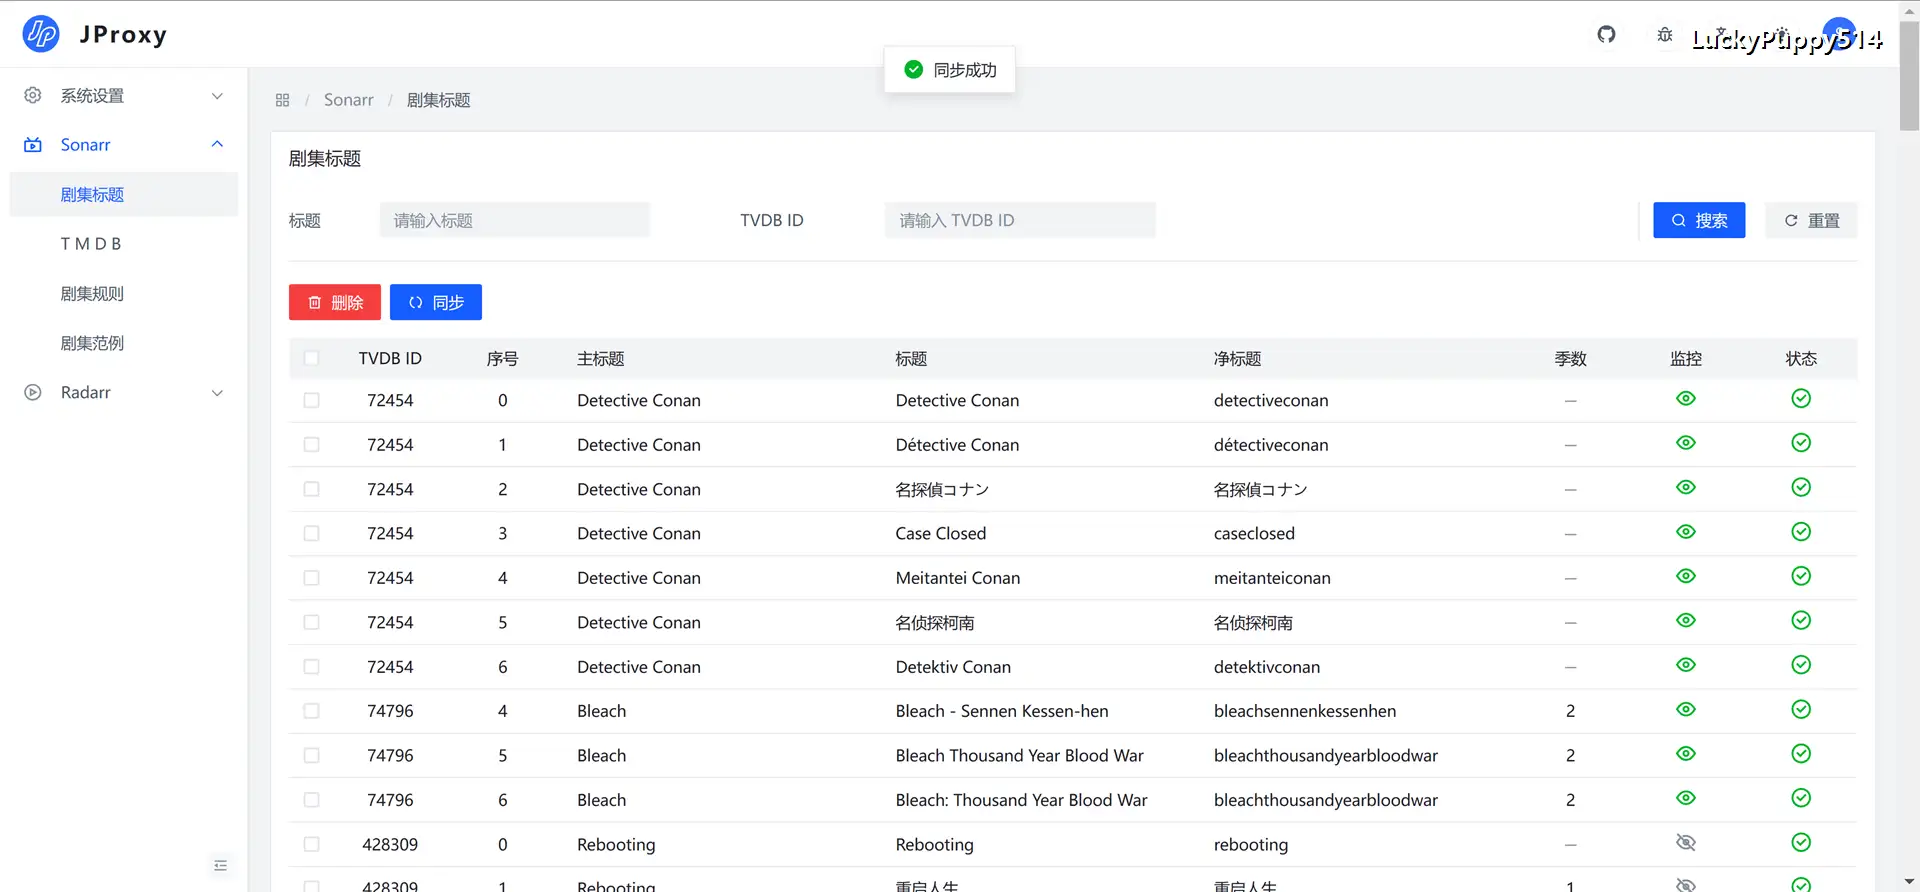 JProxy
LuckyPuppy514
同步成功
系统设置
Sonarr
剧集标题
T M D B
剧集规则
剧集范例
Radarr
/ Sonarr / 剧集标题
剧集标题
标题 请输入标题 TVDB ID 请输入 TVDB ID 搜索 重置
删除 同步
TVDB ID 序号 主标题 标题 净标题 季数 监控 状态
72454 0 Detective Conan Detective Conan detectiveconan —
72454 1 Detective Conan Détective Conan détectiveconan —
72454 2 Detective Conan 名探偵コナン 名探偵コナン —
72454 3 Detective Conan Case Closed caseclosed —
72454 4 Detective Conan Meitantei Conan meitanteiconan —
72454 5 Detective Conan 名侦探柯南 名侦探柯南 —
72454 6 Detective Conan Detektiv Conan detektivconan —
74796 4 Bleach Bleach - Sennen Kessen-hen bleachsennenkessenhen 2
74796 5 Bleach Bleach Thousand Year Blood War bleachthousandyearbloodwar 2
74796 6 Bleach Bleach: Thousand Year Blood War bleachthousandyearbloodwar 2
428309 0 Rebooting Rebooting rebooting —
428309 1 Rebooting 重启人生 重启人生 1